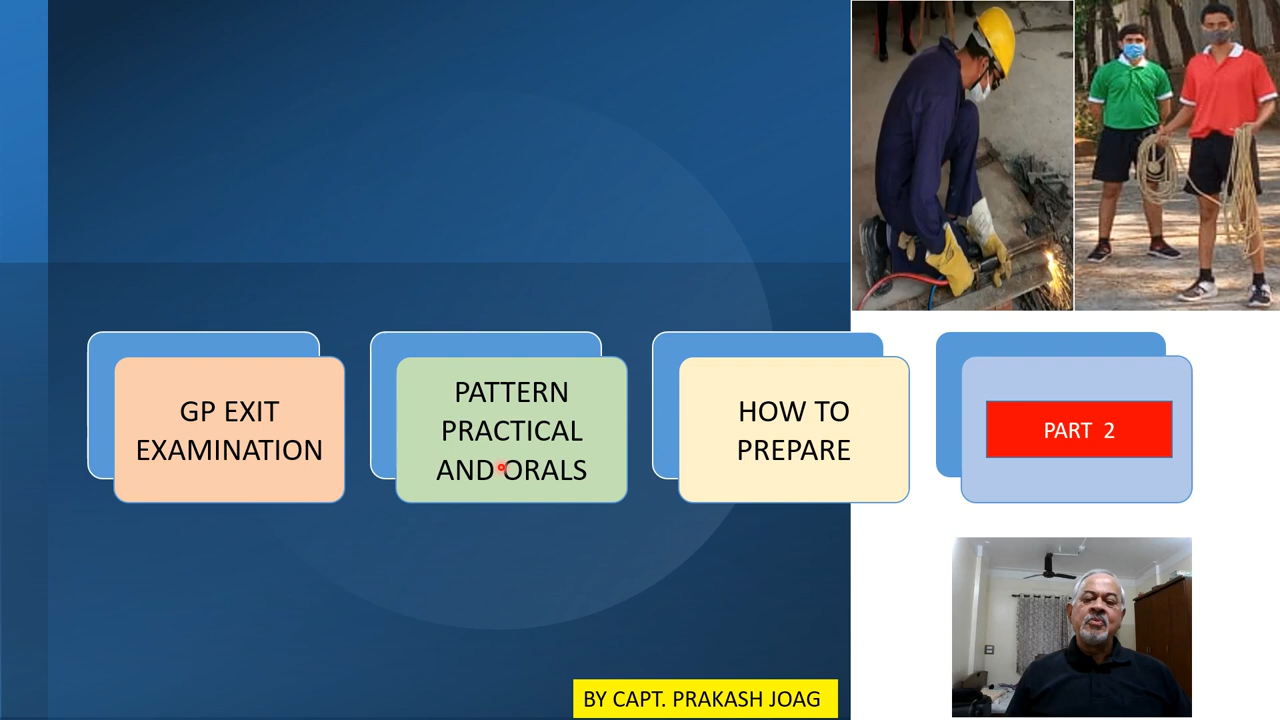 GP EXIT
EXAMINATION
PATTERN
PRACTICAL
AND ORALS
HOW TO
PREPARE
PART 2
BY CAPT. PRAKASH JOAG